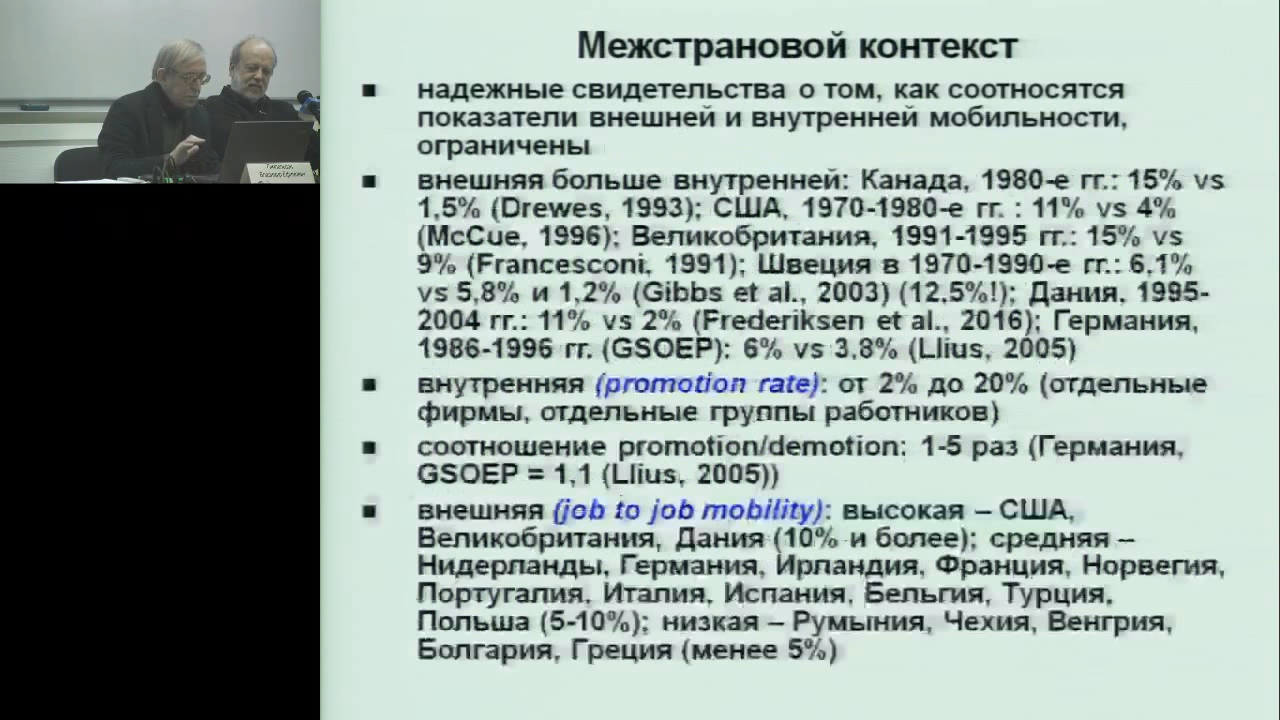 Межстрановой контекст
надежные свидетельства о том, как соотносятся
показатели внешней и внутренней мобильности,
ограничены
внешняя больше внутренней: Канада, 1980-е гг.: 15% vs
1,5% (Drewes, 1993); США, 1970-1980-е гг. : 11% vs 4%
(McCue, 1996); Великобритания, 1991-1995 гг.: 15% vs
9% (Francesconi, 1991); Швеция в 1970-1990-е гг.: 6,1%
vs 5,8% и 1,2% (Gibbs et al., 2003) (12,5%!); Дания, 1995-
2004 гг.: 11% vs 2% (Frederiksen et al., 2016); Германия,
1986-1996 гг. (GSOEP): 6% vs 3,8% (Llius, 2005)
внутренняя (promotion rate): от 2% до 20% (отдельные
фирмы, отдельные группы работников)
соотношение promotion/demotion: 1-5 раз (Германия,
GSOEP = 1,1 (Llius, 2005))
внешняя (job to job mobility): высокая – США,
Великобритания, Дания (10% и более); средняя –
Нидерланды, Германия, Ирландия, Франция, Норвегия,
Португалия, Италия, Испания, Бельгия, Турция,
Польша (5-10%); низкая – Румыния, Чехия, Венгрия,
Болгария, Греция (менее 5%)